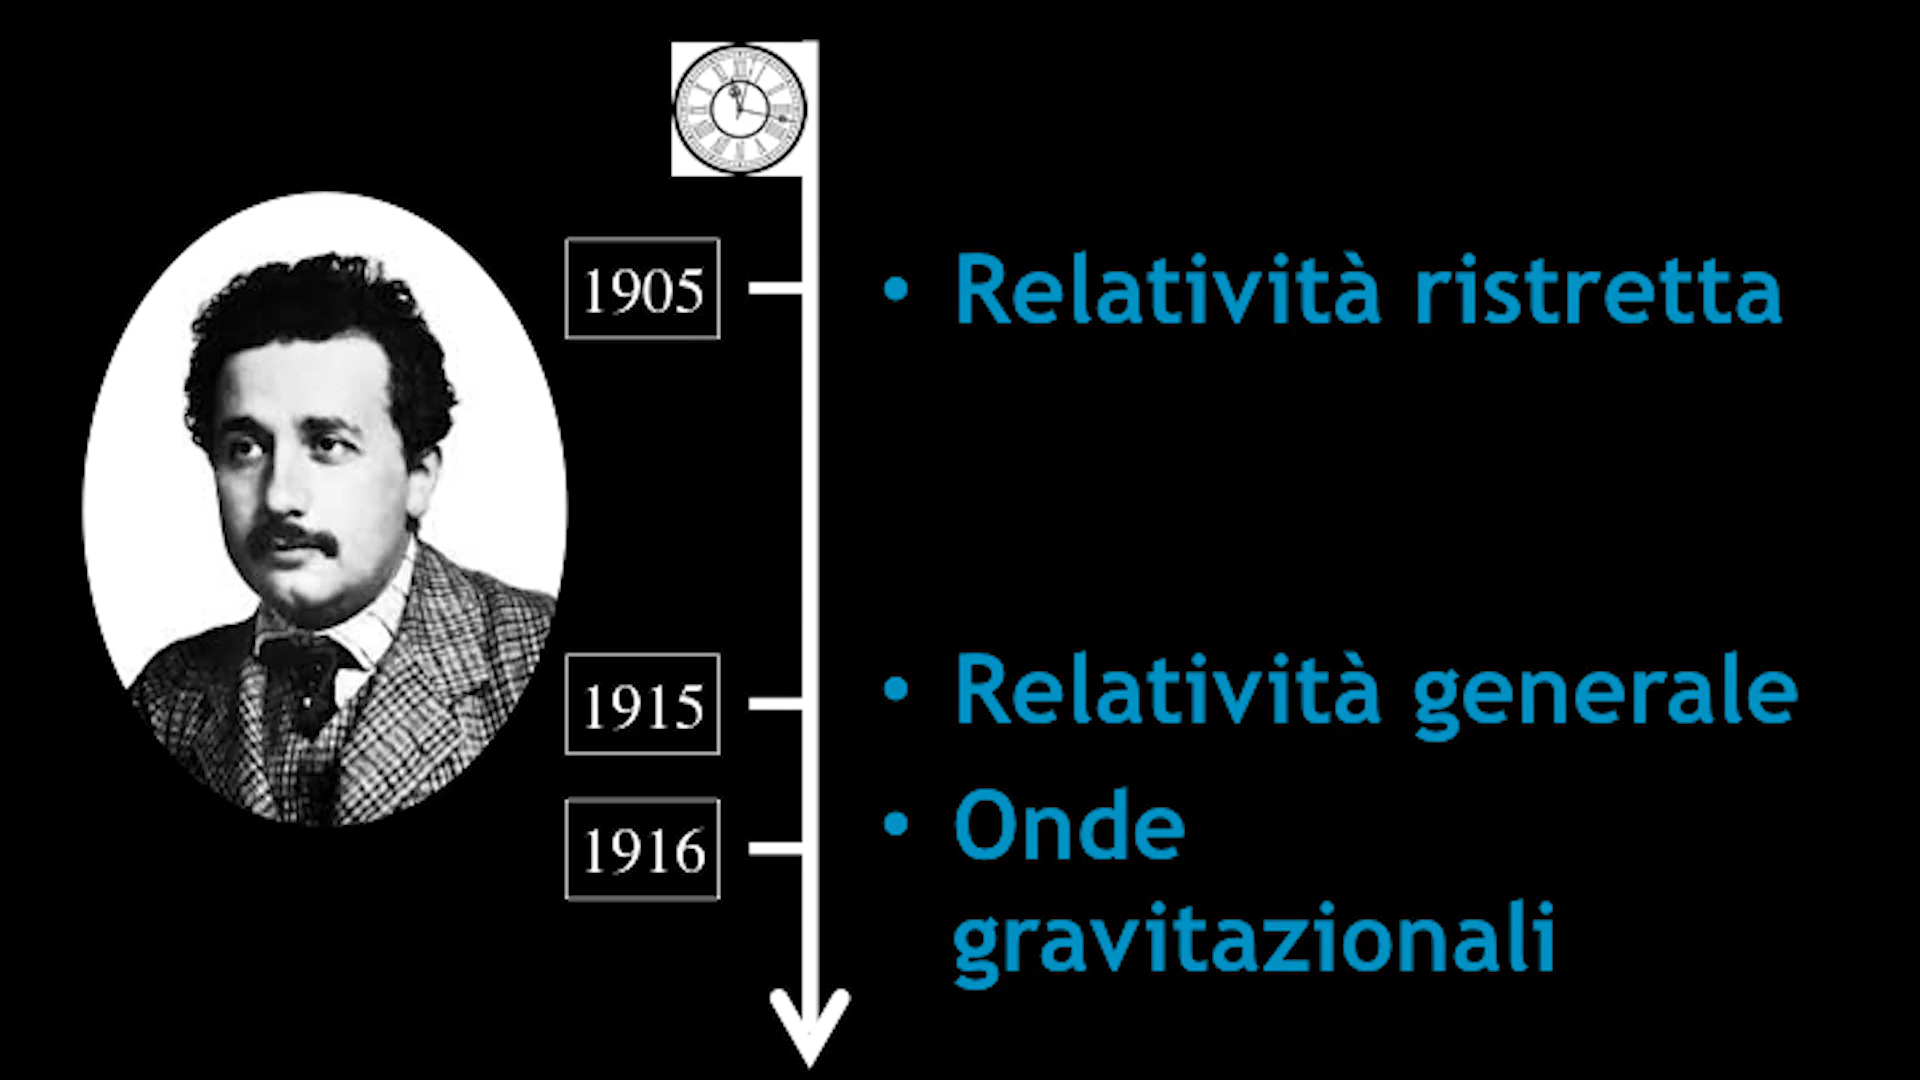 1905
• Relatività ristretta
1915
• Relatività generale
1916
• Onde
gravitazionali